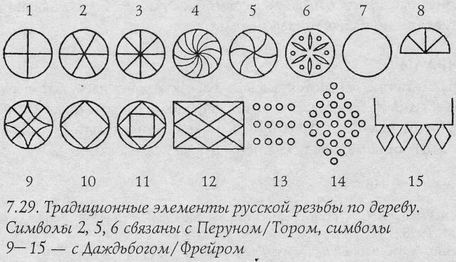 1 2 3 4 5 6 7 8
9 10 11 12 13 14 15
7.29. Традиционные элементы русской резьбы по дереву.
Символы 2, 5, 6 связаны с Перуном/Тором, символы
9—15 — с Даждьбогом/Фрейром